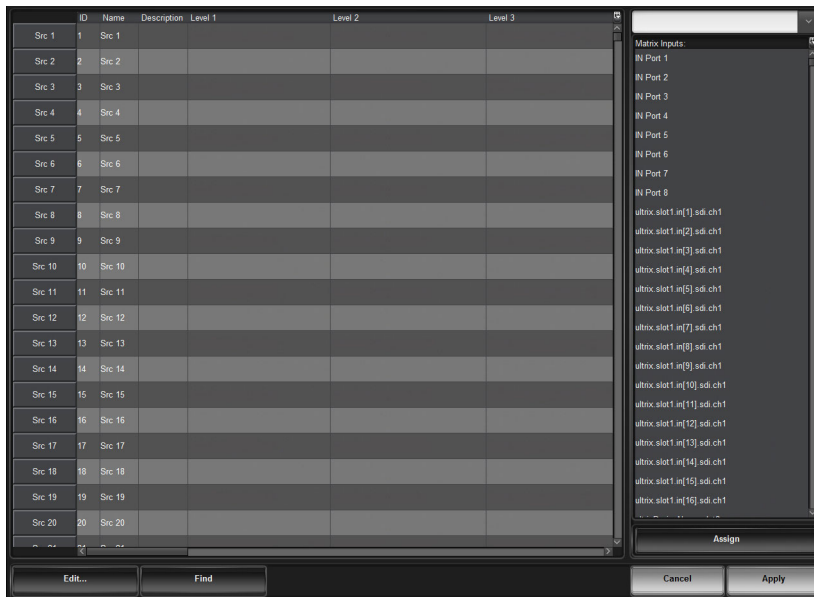 ID Name Description Level 1 Level 2 Level 3
Src 1 1 Src 1
Src 2 2 Src 2
Src 3 3 Src 3
Src 4 4 Src 4
Src 5 5 Src 5
Src 6 6 Src 6
Src 7 7 Src 7
Src 8 8 Src 8
Src 9 9 Src 9
Src 10 10 Src 10
Src 11 11 Src 11
Src 12 12 Src 12
Src 13 13 Src 13
Src 14 14 Src 14
Src 15 15 Src 15
Src 16 16 Src 16
Src 17 17 Src 17
Src 18 18 Src 18
Src 19 19 Src 19
Src 20 20 Src 20
Matrix Inputs:
IN Port 1
IN Port 2
IN Port 3
IN Port 4
IN Port 5
IN Port 6
IN Port 7
IN Port 8
ultrix.slot1.in[1].sdi.ch1
ultrix.slot1.in[2].sdi.ch1
ultrix.slot1.in[3].sdi.ch1
ultrix.slot1.in[4].sdi.ch1
ultrix.slot1.in[5].sdi.ch1
ultrix.slot1.in[6].sdi.ch1
ultrix.slot1.in[7].sdi.ch1
ultrix.slot1.in[8].sdi.ch1
ultrix.slot1.in[9].sdi.ch1
ultrix.slot1.in[10].sdi.ch1
ultrix.slot1.in[11].sdi.ch1
ultrix.slot1.in[12].sdi.ch1
ultrix.slot1.in[13].sdi.ch1
ultrix.slot1.in[14].sdi.ch1
ultrix.slot1.in[15].sdi.ch1
ultrix.slot1.in[16].sdi.ch1
Assign
Edit... Find Cancel Apply